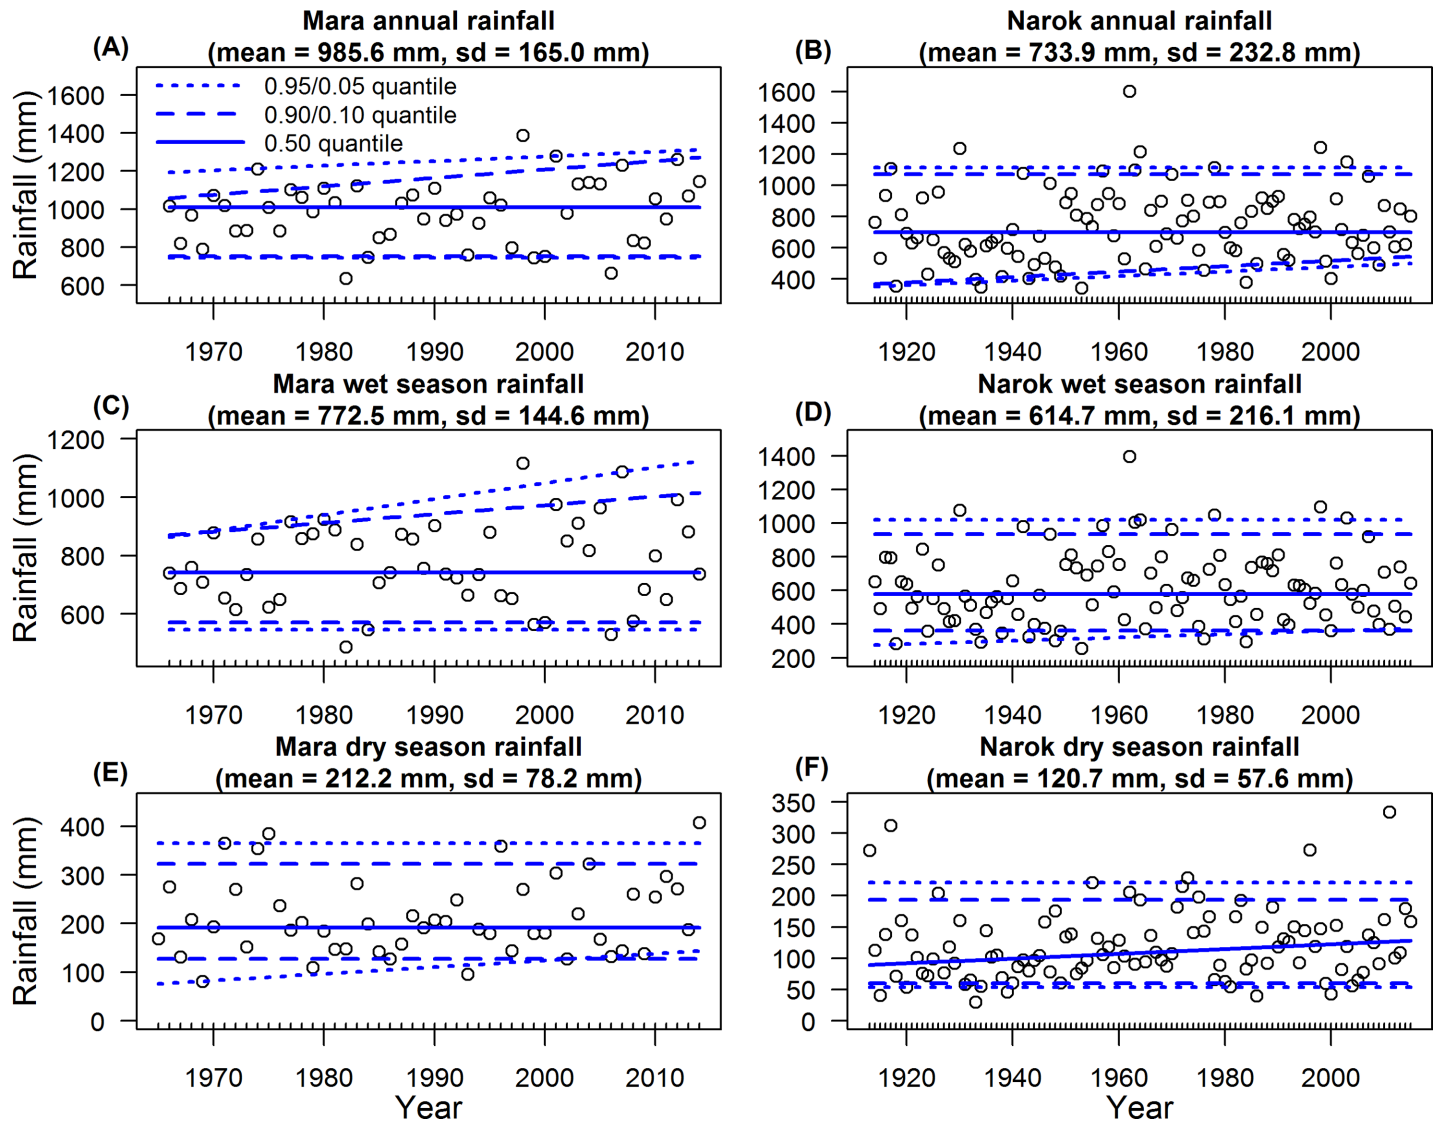 Mara annual rainfall
(A)
(mean = 985.6 mm, sd = 165.0 mm)
0.95/0.05 quantile
0.90/0.10 quantile
0.50 quantile
Rainfall (mm)
1600
1400
1200
1000
800
600
1970
1980
1990
2000
2010
Narok annual rainfall
(B)
(mean = 733.9 mm, sd = 232.8 mm)
1600
1400
1200
1000
800
600
400
1920
1940
1960
1980
2000
Mara wet season rainfall
(C)
(mean = 772.5 mm, sd = 144.6 mm)
Rainfall (mm)
1200
1000
800
600
1970
1980
1990
2000
2010
Narok wet season rainfall
(D)
(mean = 614.7 mm, sd = 216.1 mm)
1400
1200
1000
800
600
400
200
1920
1940
1960
1980
2000
Mara dry season rainfall
(E)
(mean = 212.2 mm, sd = 78.2 mm)
Rainfall (mm)
400
300
200
100
0
1970
1980
1990
2000
2010
Year
Narok dry season rainfall
(F)
(mean = 120.7 mm, sd = 57.6 mm)
350
300
250
200
150
100
50
0
1920
1940
1960
1980
2000
Year